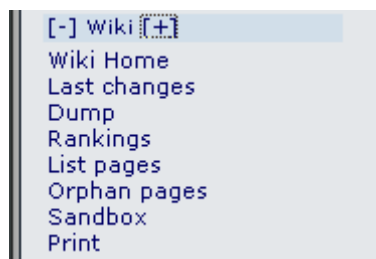 [-] Wiki [+]
Wiki Home
Last changes
Dump
Rankings
List pages
Orphan pages
Sandbox
Print